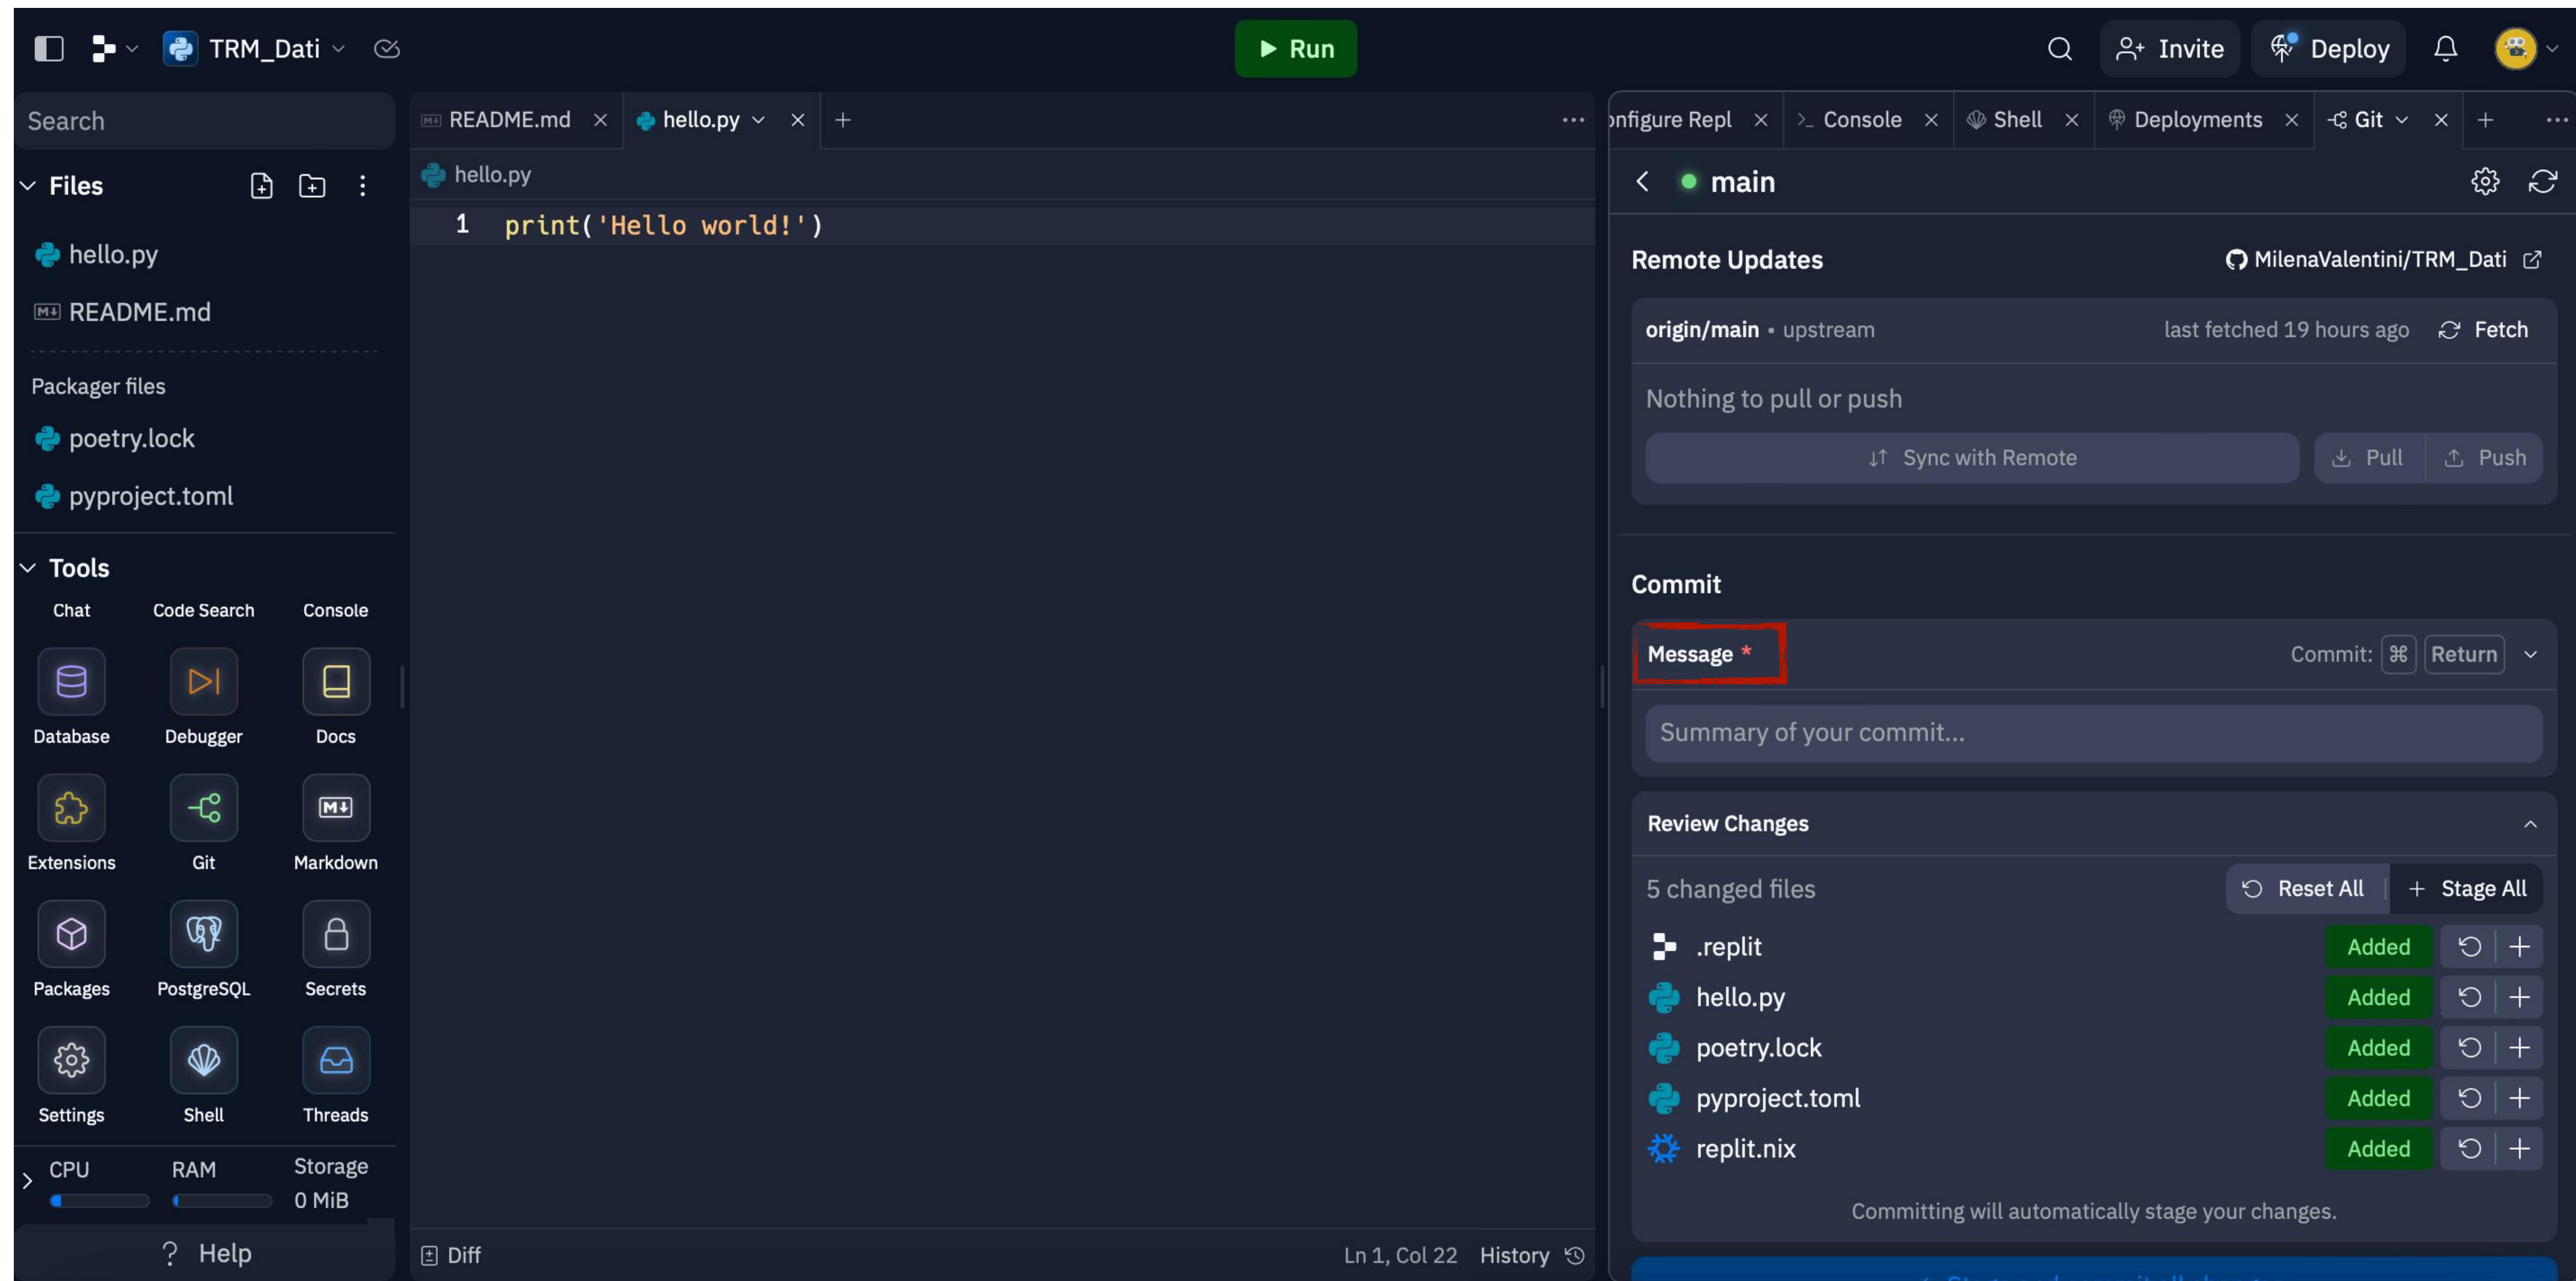 TRM_Dati
Run
Invite
Deploy
Search
Files
hello.py
README.md
Packager files
poetry.lock
pyproject.toml
Tools
Chat Code Search Console
Database Debugger Docs
Extensions Git Markdown
Packages PostgreSQL Secrets
Settings Shell Threads
CPU RAM Storage
0 MiB
? Help
README.md hello.py
hello.py
1 print('Hello world!')
Diff
Ln 1, Col 22 History
onfigure Repl Console Shell Deployments Git
main
Remote Updates MilenaValentini/TRM_Dati
origin/main • upstream last fetched 19 hours ago Fetch
Nothing to pull or push
Sync with Remote Pull Push
Commit
Message * Commit: ⌘ Return
Summary of your commit...
Review Changes
5 changed files Reset All + Stage All
.replit Added
hello.py Added
poetry.lock Added
pyproject.toml Added
replit.nix Added
Committing will automatically stage your changes.